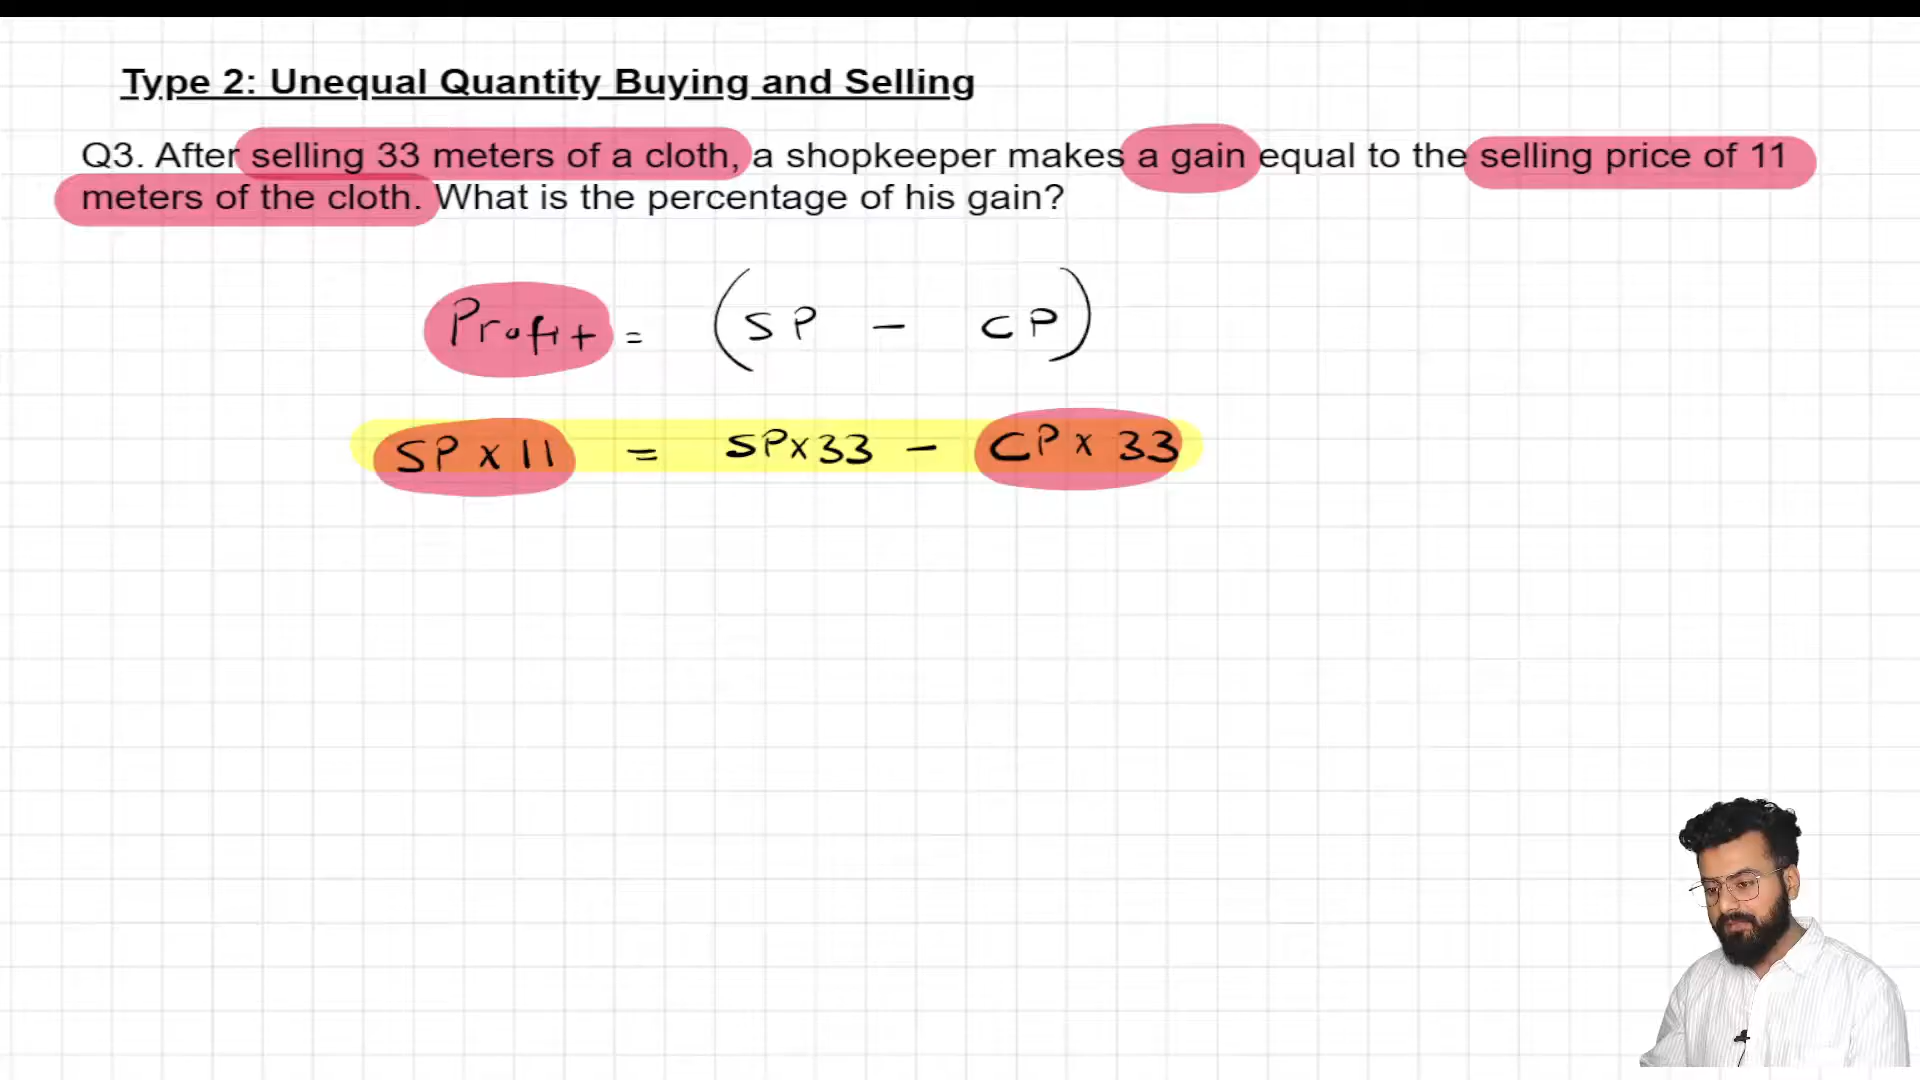 Type 2: Unequal Quantity Buying and Selling
Q3. After selling 33 meters of a cloth, a shopkeeper makes a gain equal to the selling price of 11
meters of the cloth. What is the percentage of his gain?
Profit = (SP - CP)
SP x 11 = SP x 33 - CP x 33